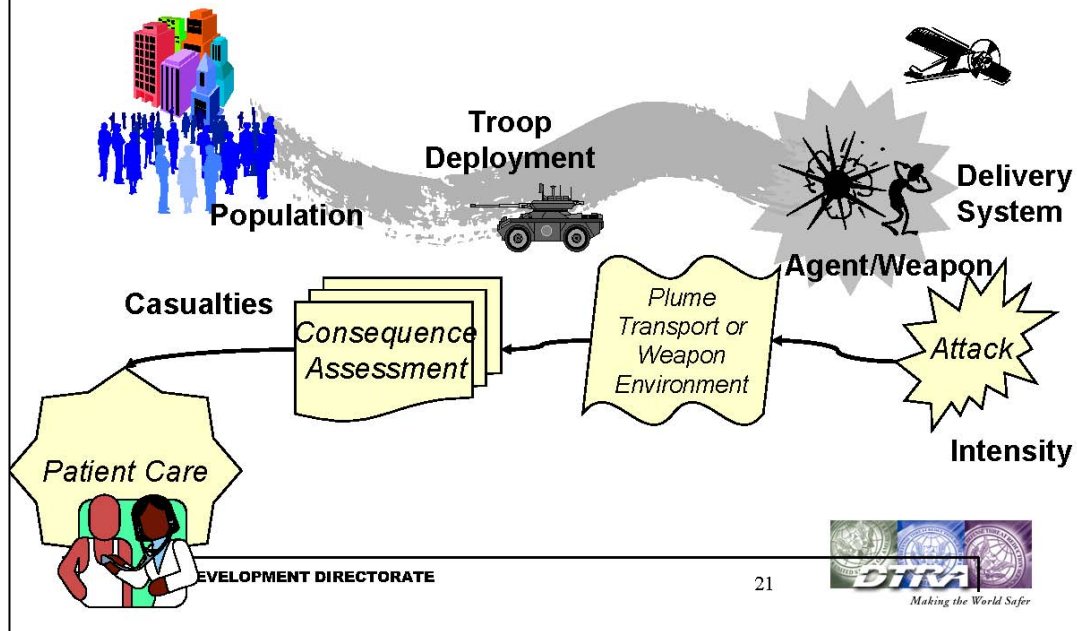 Troop
Deployment
Population
Delivery
System
Agent/Weapon
Casualties
Consequence
Assessment
Plume
Transport or
Weapon
Environment
Attack
Intensity
Patient Care
EVELOPMENT DIRECTORATE
21
DTRA
Making the World Safer